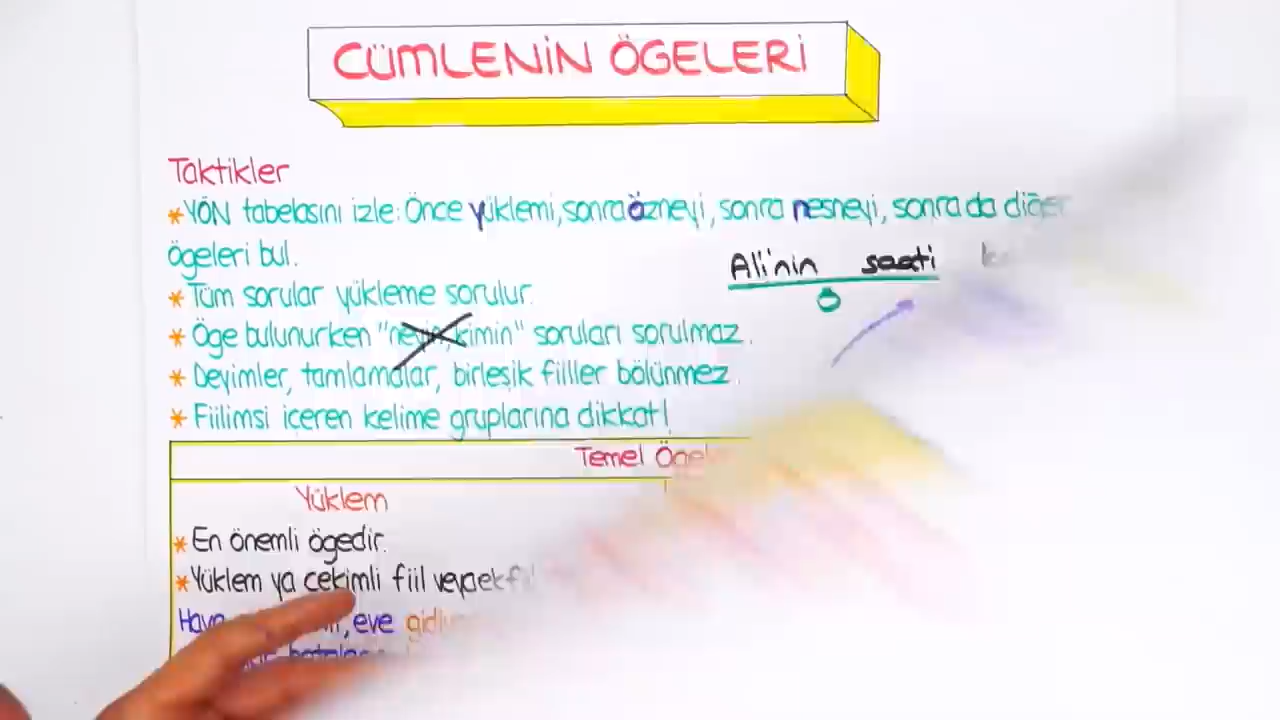 CÜMLENİN ÖGELERİ
Taktikler
*YÖN tabelasını izle: Önce yüklemi, sonra özneyi, sonra nesneyi, sonra da diğer
ögeleri bul.
Ali'nin saati
* Tüm sorular yükleme sorulur.
Ö
* Öge bulunurken "neyin, kimin" soruları sorulmaz.
* Deyimler, tamlamalar, birleşik fiiller bölünmez.
* Fiilimsi içeren kelime gruplarına dikkat!
Temel
Yüklem
* En önemli ögedir.
* Yüklem ya çekimli fiil veya
eve